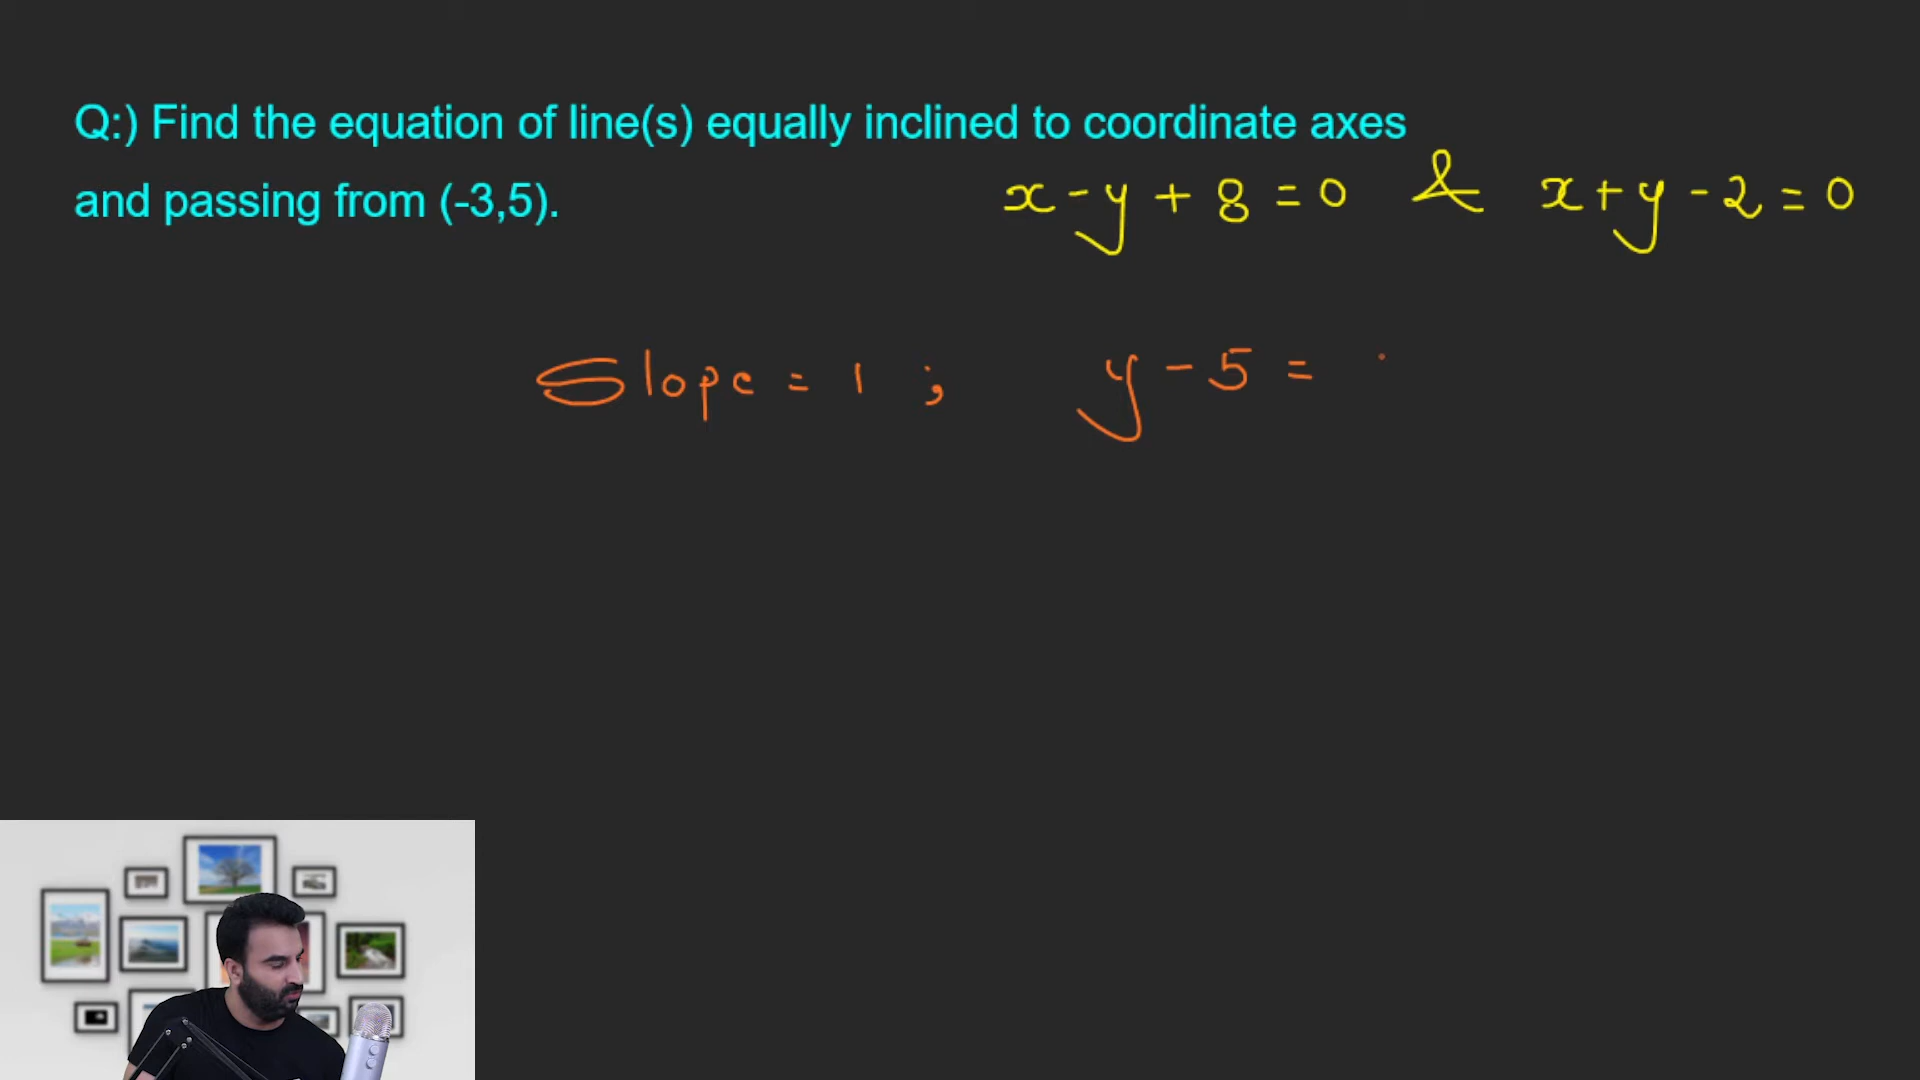 Q:) Find the equation of line(s) equally inclined to coordinate axes
and passing from (-3,5).
x - y + 8 = 0 & x + y - 2 = 0
Slope = 1 ; y - 5 =